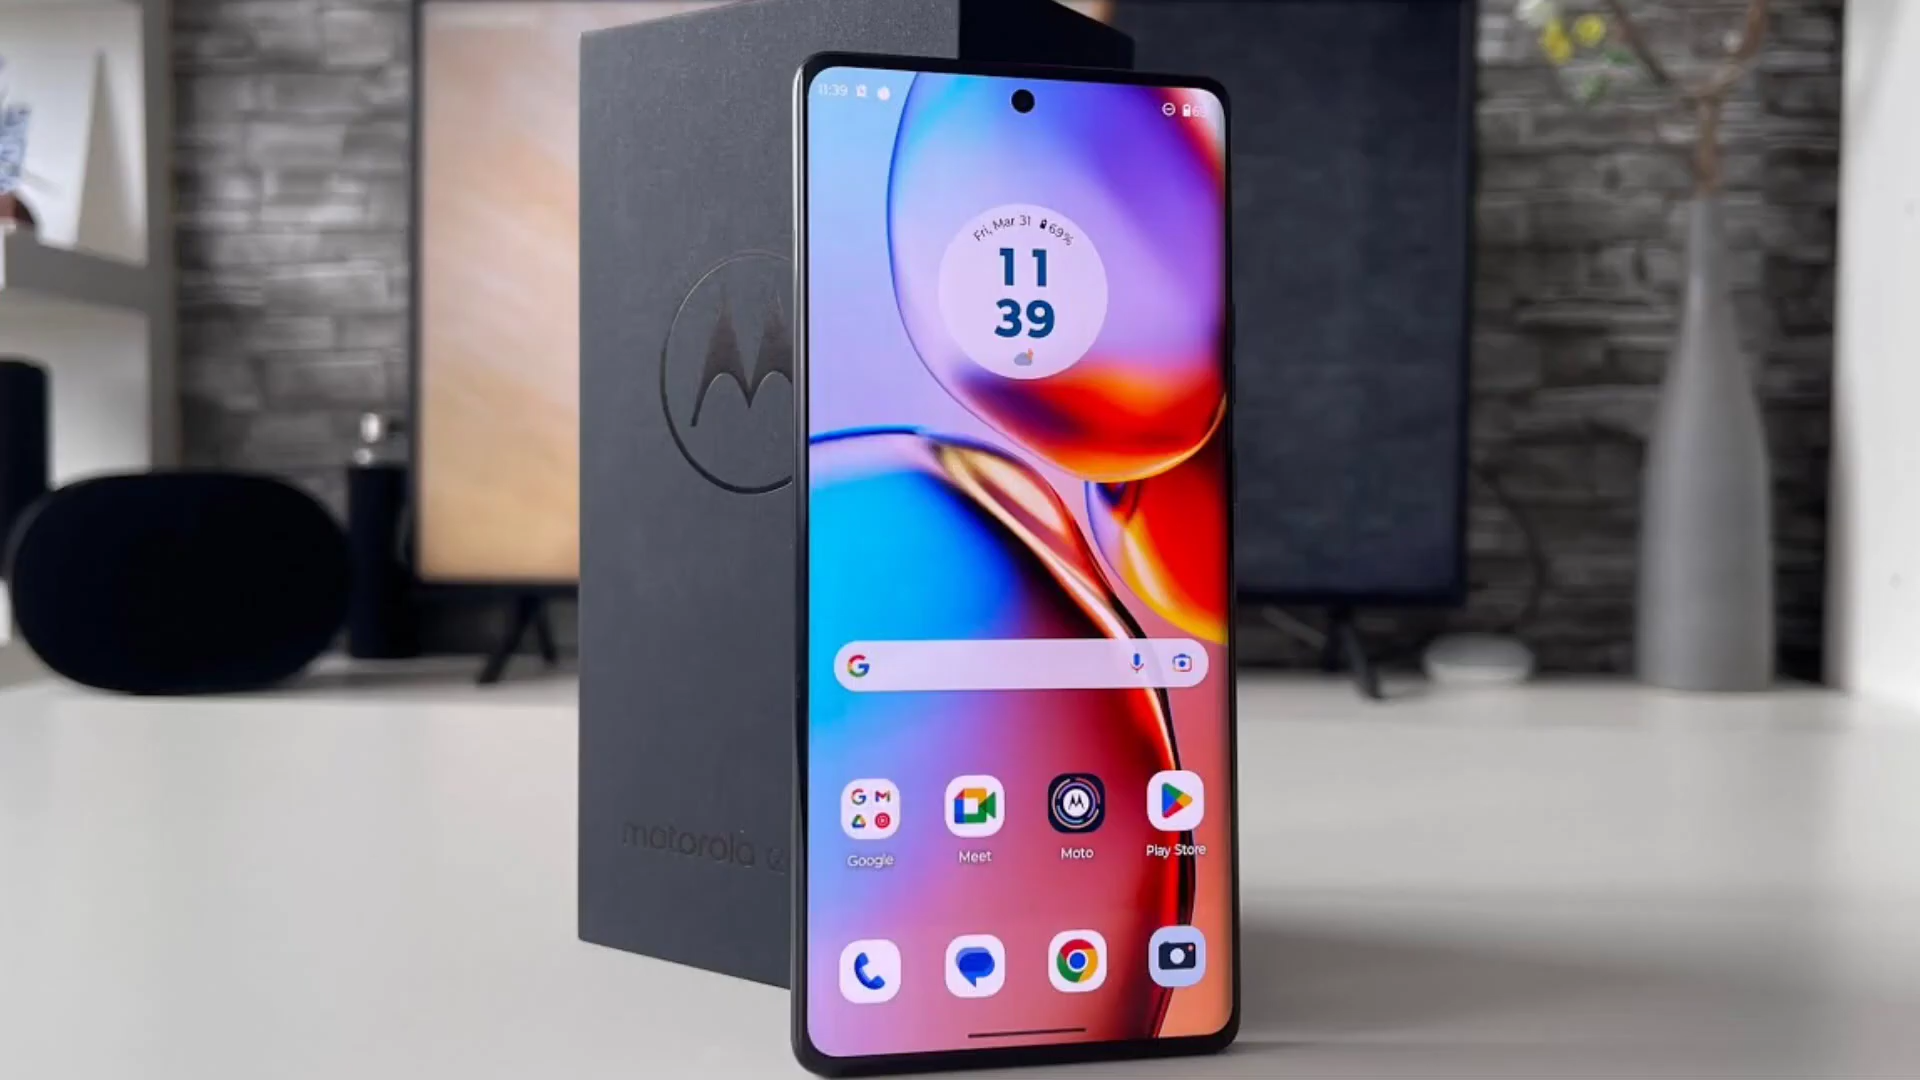 11:39
Fri, Mar 31 69%
11
39
Google
Meet
Moto
Play Store
motorola